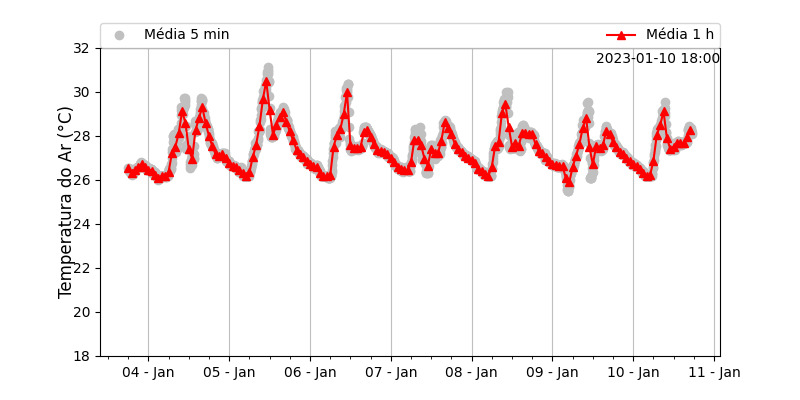 Média 5 min
Média 1 h
2023-01-10 18:00
Temperatura do Ar (°C)
32
30
28
26
24
22
20
18
04 - Jan
05 - Jan
06 - Jan
07 - Jan
08 - Jan
09 - Jan
10 - Jan
11 - Jan